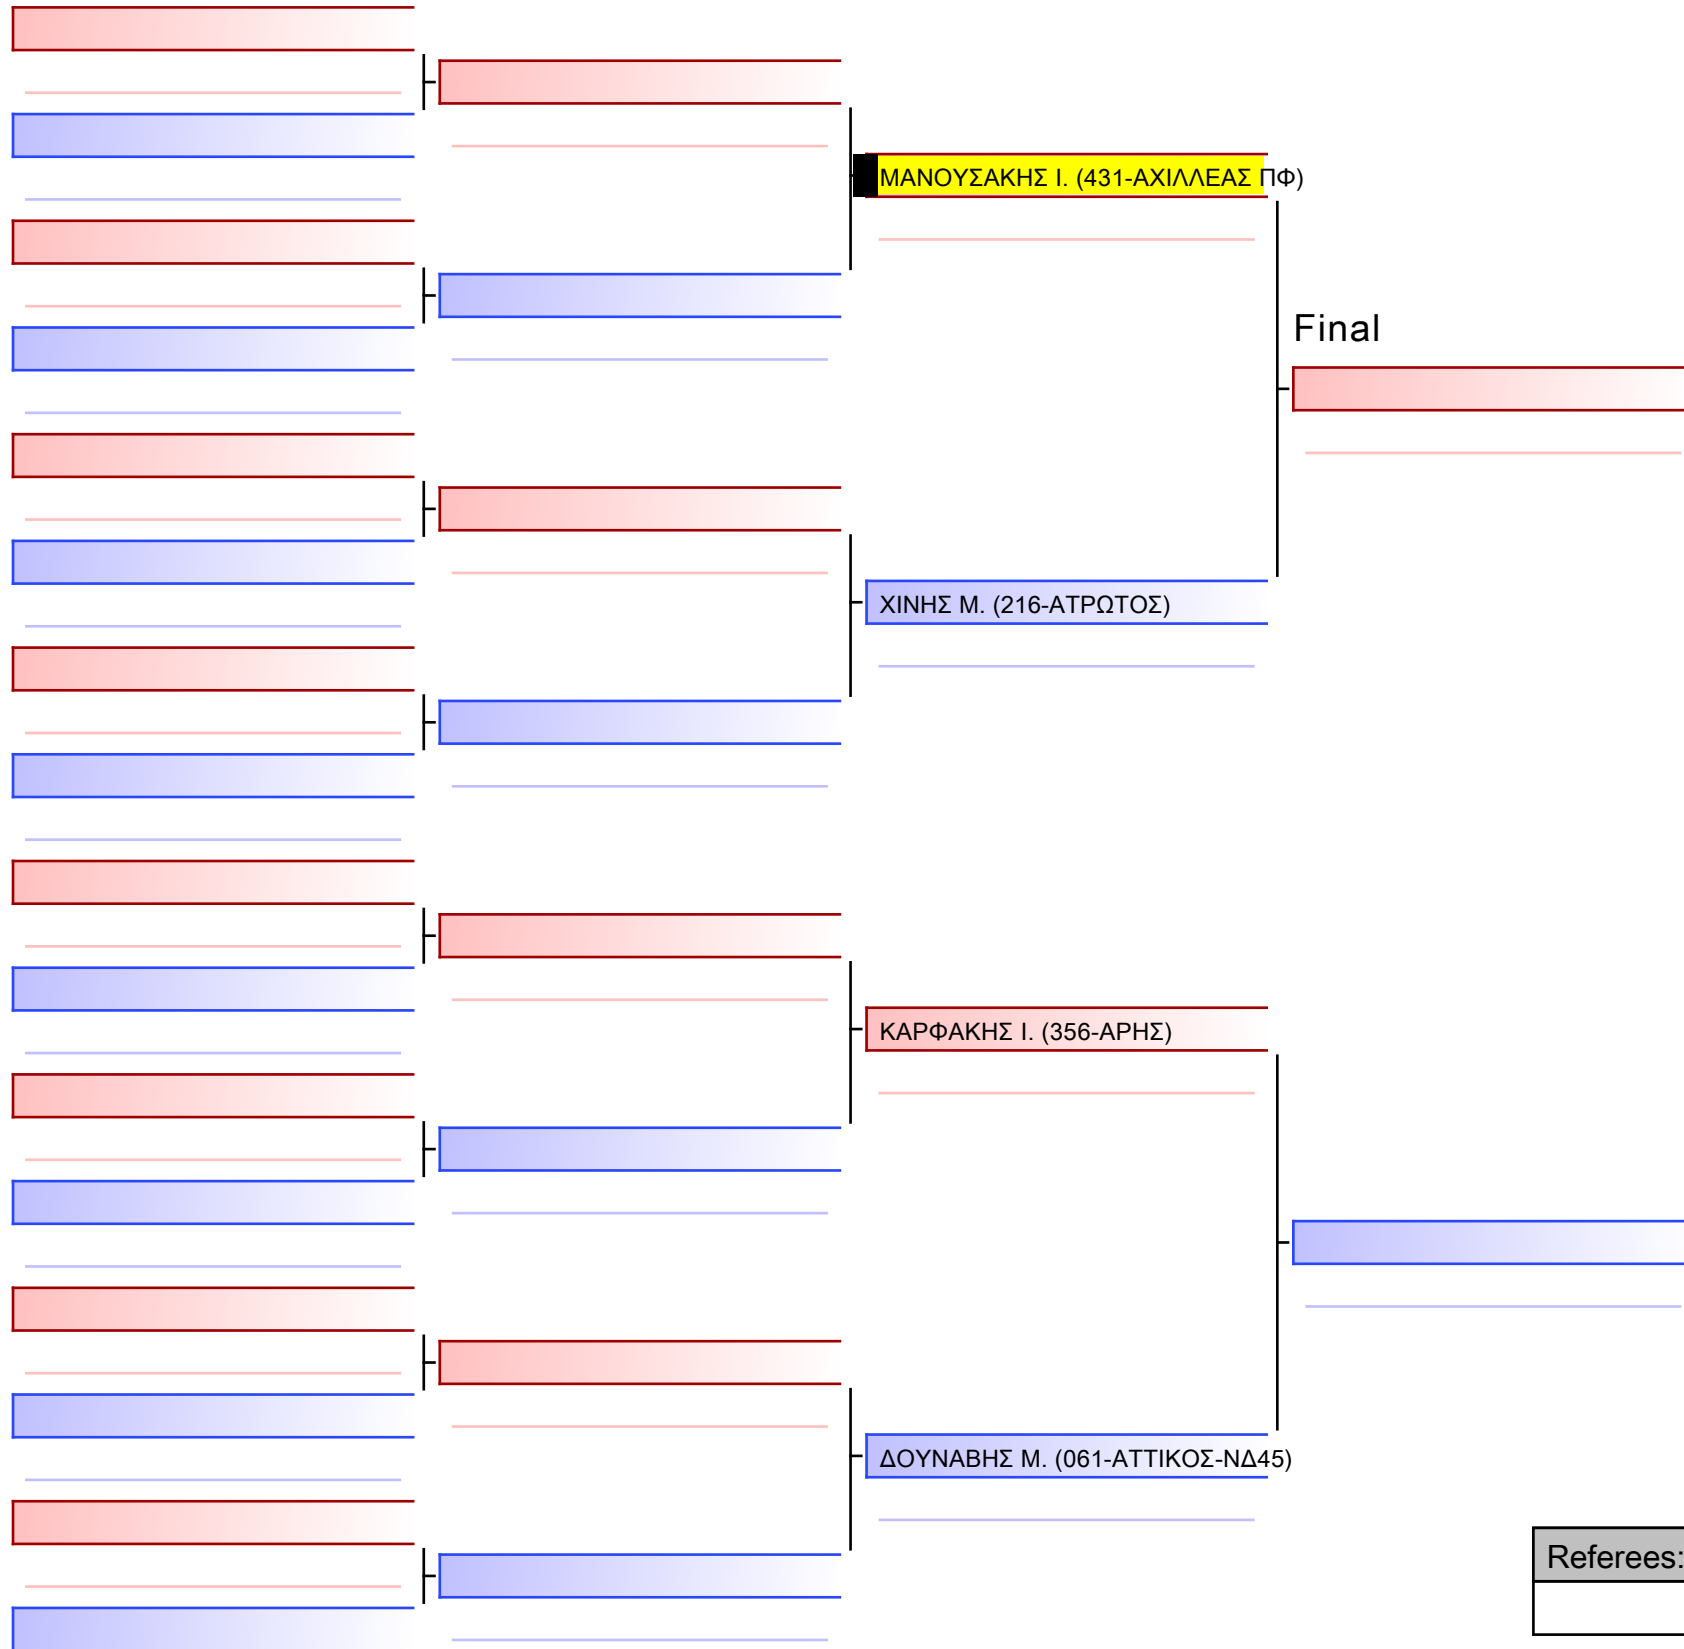 ΜΑΝΟΥΣΑΚΗΣ Ι. (431-ΑΧΙΛΛΕΑΣ ΠΦ)
Final
ΧΙΝΗΣ Μ. (216-ΑΤΡΩΤΟΣ)
ΚΑΡΦΑΚΗΣ Ι. (356-ΑΡΗΣ)
ΔΟΥΝΑΒΗΣ Μ. (061-ΑΤΤΙΚΟΣ-ΝΔ45)
Referees: